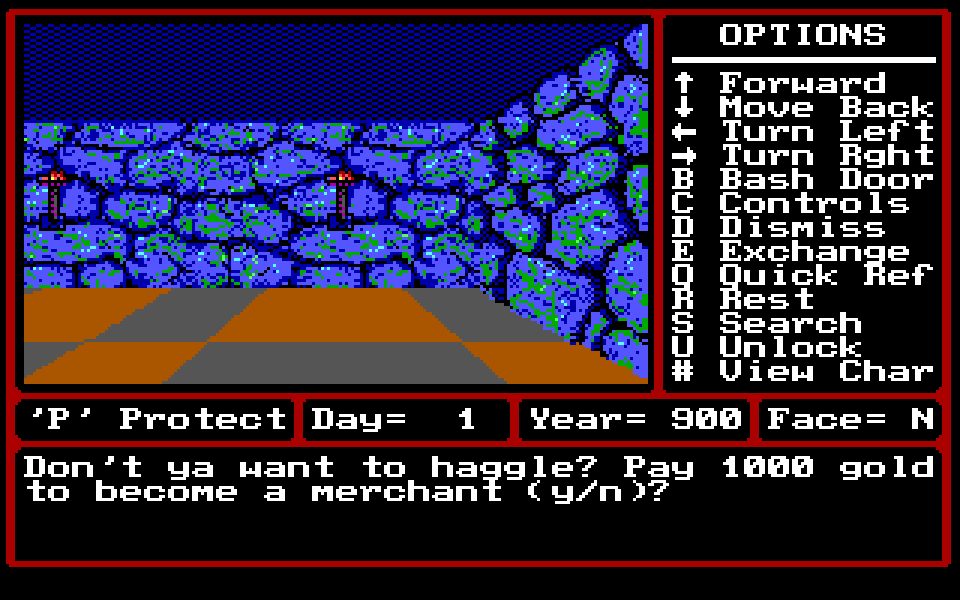 OPTIONS
↑ Forward
↓ Move Back
← Turn Left
→ Turn Rght
B Bash Door
C Controls
D Dismiss
E Exchange
Q Quick Ref
R Rest
S Search
U Unlock
# View Char
'P' Protect Day= 1 Year= 900 Face= N
Don't ya want to haggle? Pay 1000 gold
to become a merchant (y/n)?